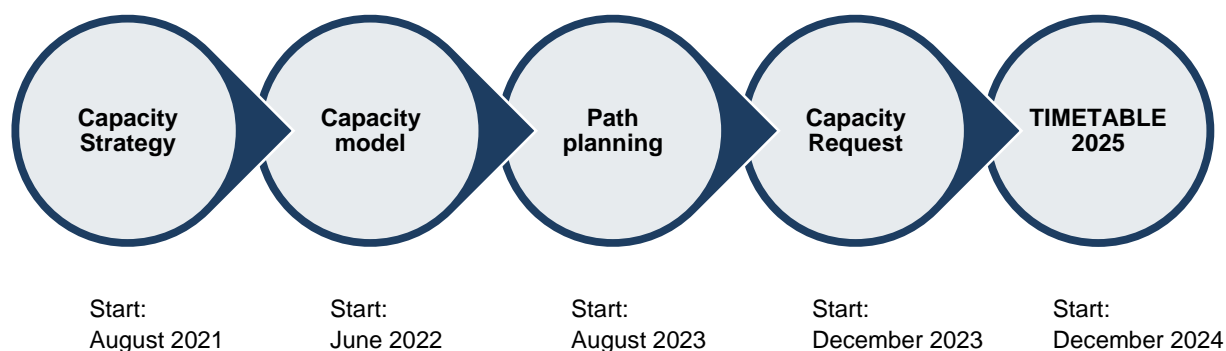 Capacity
Strategy
Capacity
model
Path
planning
Capacity
Request
TIMETABLE
2025
Start:
August 2021
Start:
June 2022
Start:
August 2023
Start:
December 2023
Start:
December 2024